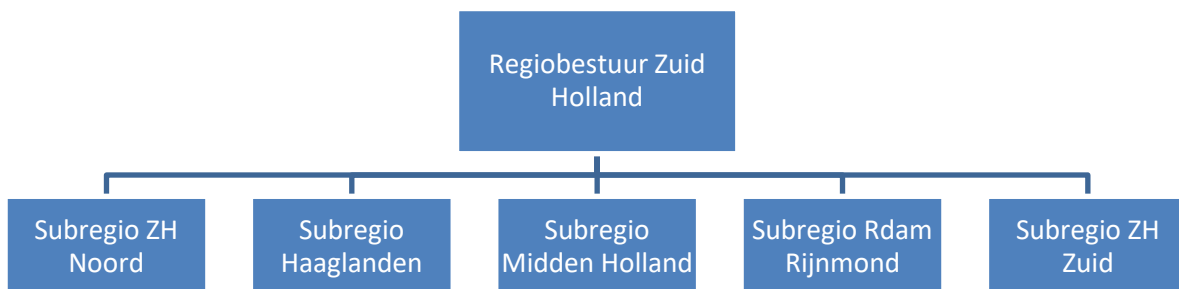 Regiobestuur Zuid
Holland
Subregio ZH
Noord
Subregio
Haaglanden
Subregio
Midden Holland
Subregio Rdam
Rijnmond
Subregio ZH
Zuid